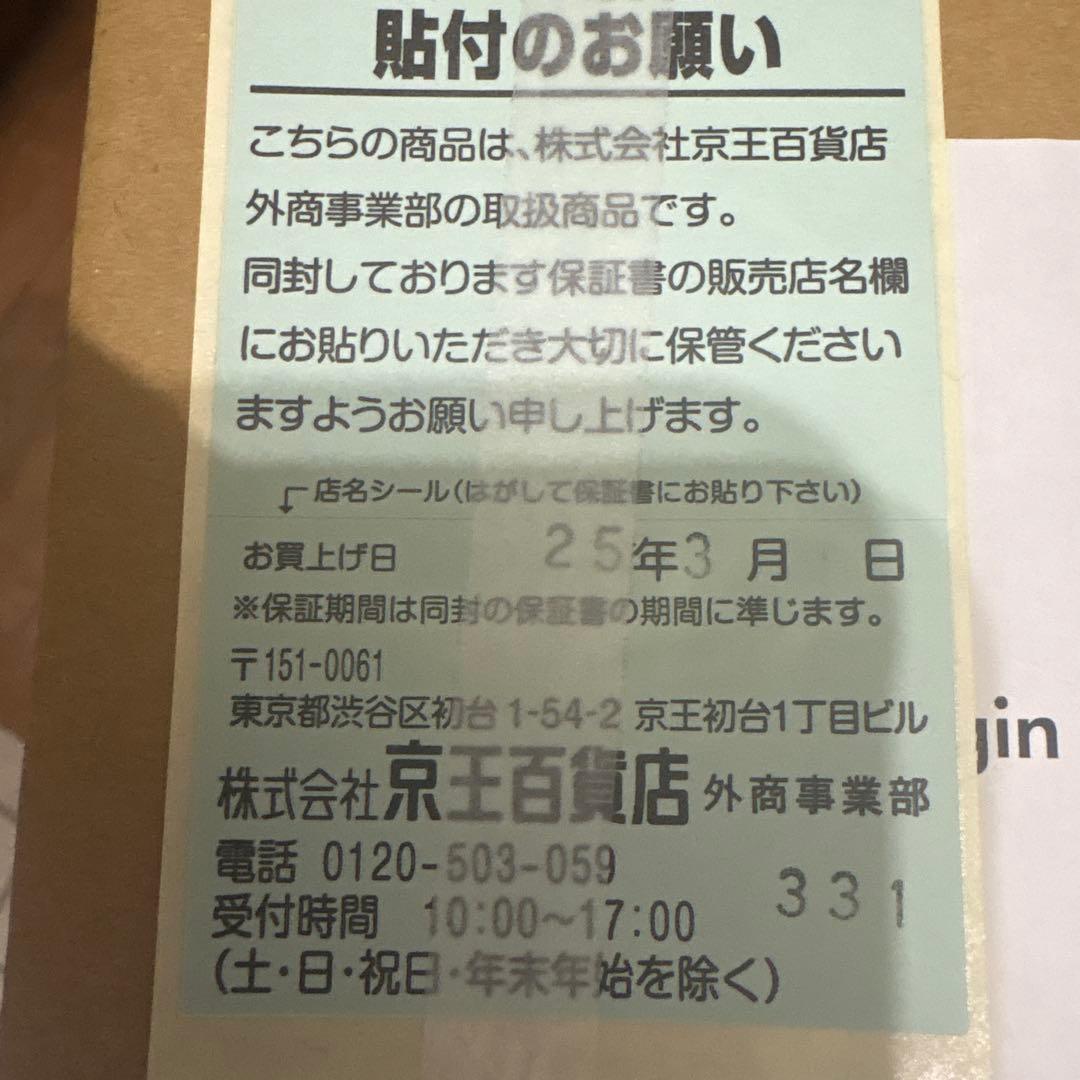 貼付のお願い
こちらの商品は、株式会社京王百貨店
外商事業部の取扱商品です。
同封しております保証書の販売店名欄
にお貼りいただき大切に保管ください
ますようお願い申し上げます。
店名シール(はがして保証書にお貼り下さい)
お買上げ日 25年3月 日
※保証期間は同封の保証書の期間に準じます。
〒151-0061
東京都渋谷区初台1-54-2 京王初台1丁目ビル
株式会社京王百貨店 外商事業部
電話 0120-503-059
331
受付時間 10:00~17:00
(土・日・祝日・年末年始を除く)